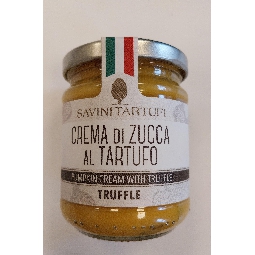 SAVINI TARTUFI
CREMA DI ZUCCA
AL TARTUFO
PUMPKIN CREAM WITH TRUFFLE
TRUFFLE